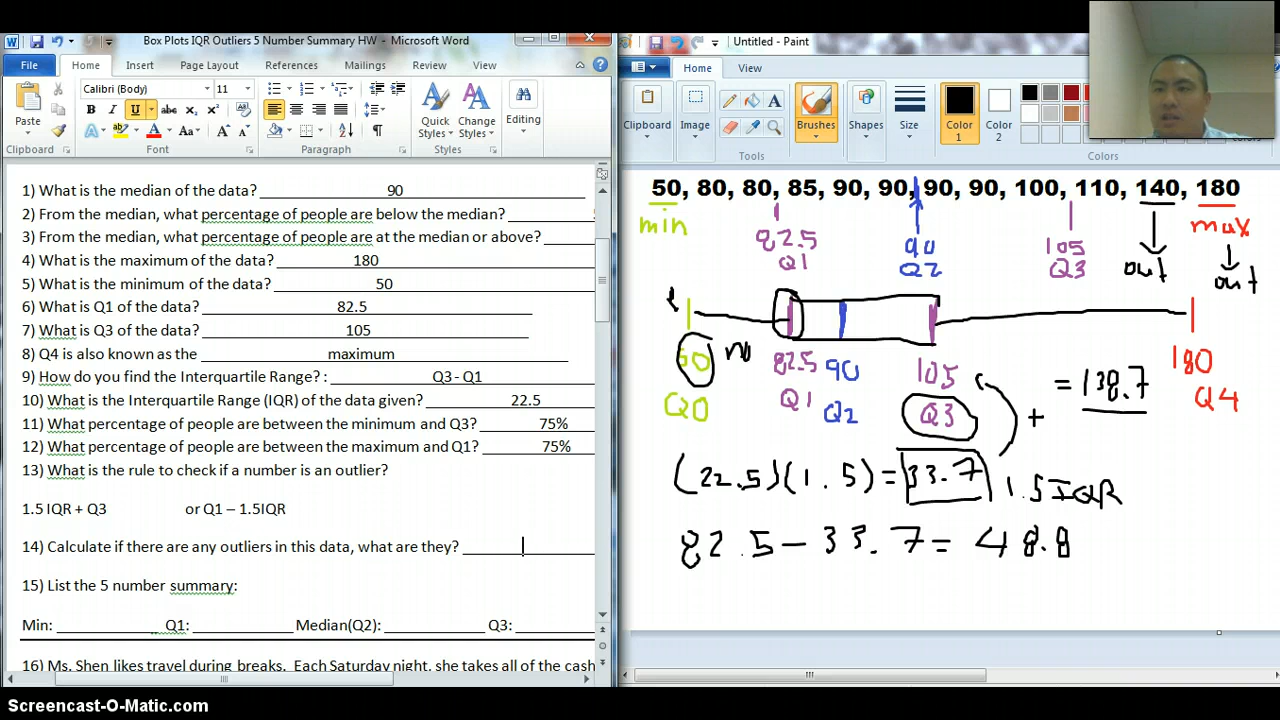 Box Plots IQR Outliers 5 Number Summary HW - Microsoft Word
File Home Insert Page Layout References Mailings Review View
Calibri (Body) 11
Paste
B I U abc x₂ x²
A ab A Aa A A
Quick Styles
Change Styles
Editing
Clipboard Font Paragraph Styles
1) What is the median of the data? 90
2) From the median, what percentage of people are below the median?
3) From the median, what percentage of people are at the median or above?
4) What is the maximum of the data? 180
5) What is the minimum of the data? 50
6) What is Q1 of the data? 82.5
7) What is Q3 of the data? 105
8) Q4 is also known as the maximum
9) How do you find the Interquartile Range? : Q3 - Q1
10) What is the Interquartile Range (IQR) of the data given? 22.5
11) What percentage of people are between the minimum and Q3? 75%
12) What percentage of people are between the maximum and Q1? 75%
13) What is the rule to check if a number is an outlier?
1.5 IQR + Q3 or Q1 – 1.5IQR
14) Calculate if there are any outliers in this data, what are they?
15) List the 5 number summary:
Min: Q1: Median(Q2): Q3:
16) Ms. Shen likes travel during breaks. Each Saturday night, she takes all of the cash
Untitled - Paint
Home View
Clipboard
Image
Tools
Brushes
Shapes
Size
Color 1
Color 2
Colors
50, 80, 80, 85, 90, 90, 90, 90, 100, 110, 140, 180
min 82.5 90 105 max
Q1 Q2 Q3 out out
50 no 82.5 90 105 = 138.7 180
Q0 Q1 Q2 Q3 + Q4
(22.5)(1.5) = 33.7 1.5IQR
82.5 - 33.7 = 48.8
Screencast-O-Matic.com